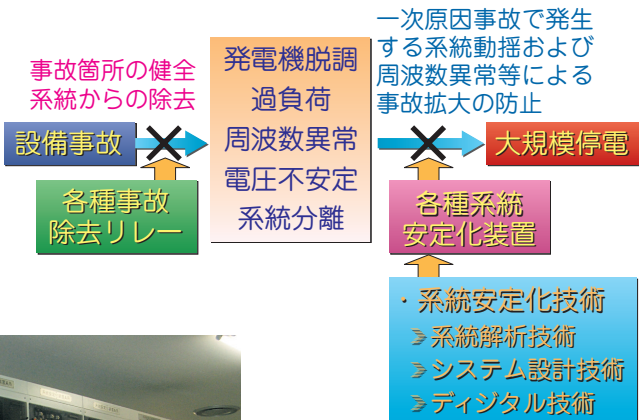 事故箇所の健全
系統からの除去
一次原因事故で発生
する系統動揺および
周波数異常等による
事故拡大の防止
設備事故
発電機脱調
過負荷
周波数異常
電圧不安定
系統分離
大規模停電
各種事故
除去リレー
各種系統
安定化装置
・系統安定化技術
系統解析技術
システム設計技術
ディジタル技術